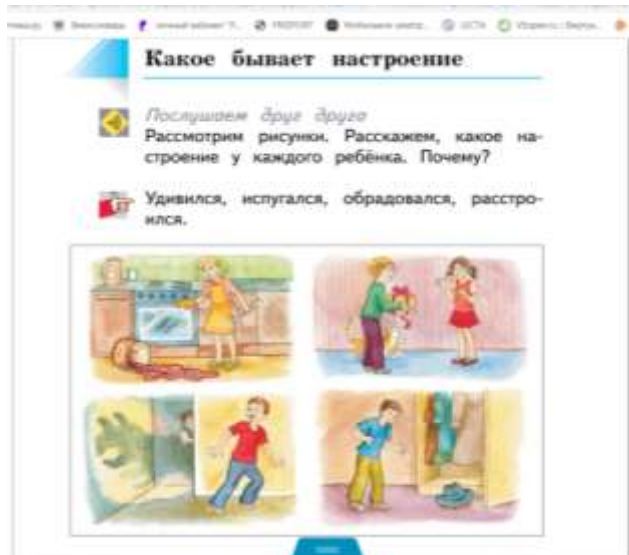 Какое бывает настроение
Послушаем друг друга
Рассмотрим рисунки. Расскажем, какое на-
строение у каждого ребёнка. Почему?
Удивился, испугался, обрадовался, расстро-
ился.